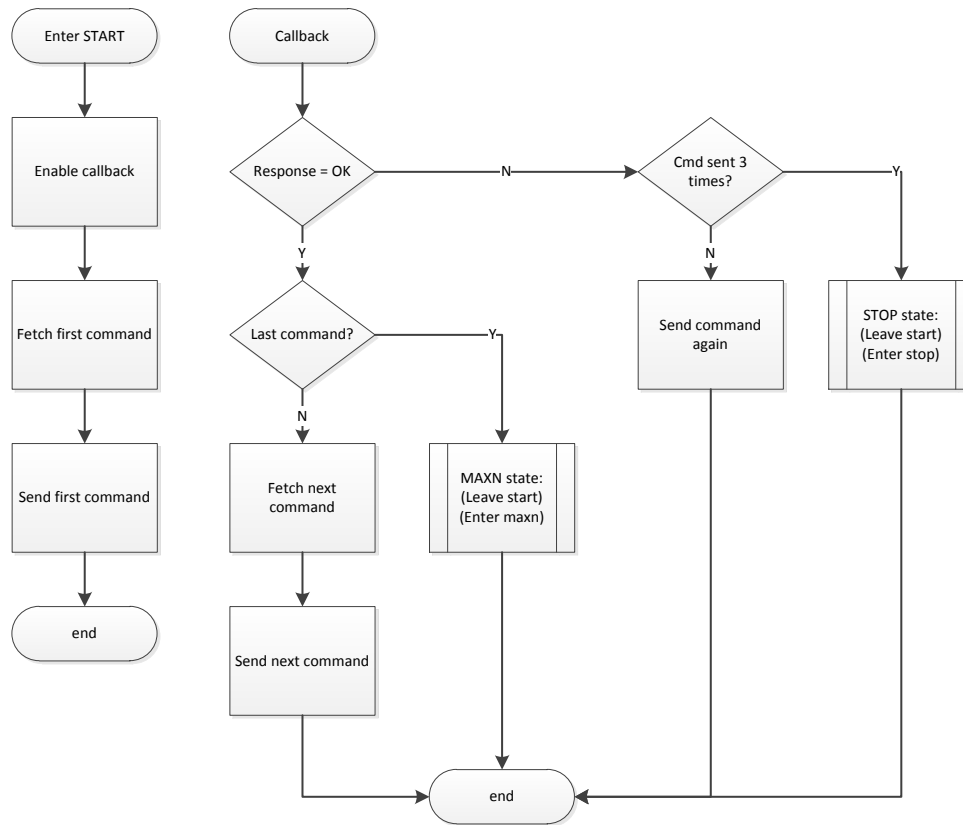 Enter START
Enable callback
Fetch first command
Send first command
end
Callback
Response = OK
N
Cmd sent 3
times?
Y
Y
N
Last command?
Y
Send command
again
STOP state:
(Leave start)
(Enter stop)
N
Fetch next
command
MAXN state:
(Leave start)
(Enter maxn)
Send next command
end